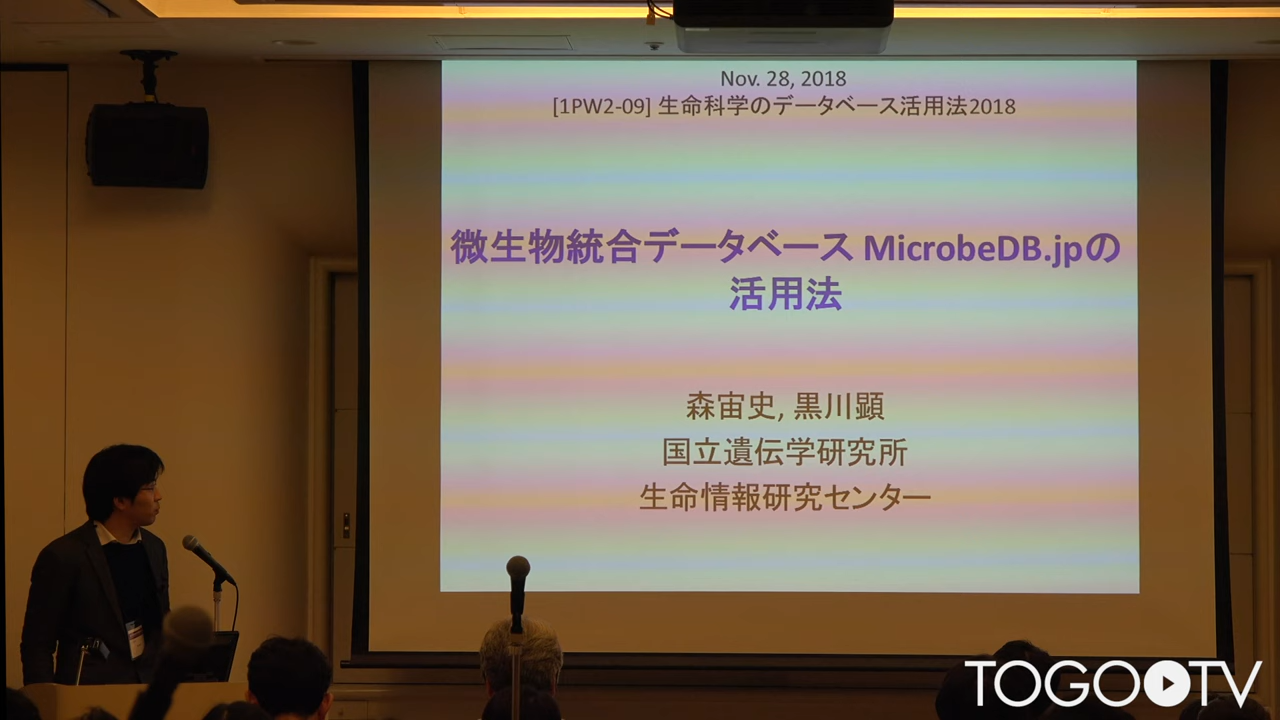 Nov. 28, 2018
[1PW2-09] 生命科学のデータベース活用法2018
微生物統合データベース MicrobeDB.jpの
活用法
森宙史, 黒川顕
国立遺伝学研究所
生命情報研究センター
TOGO TV